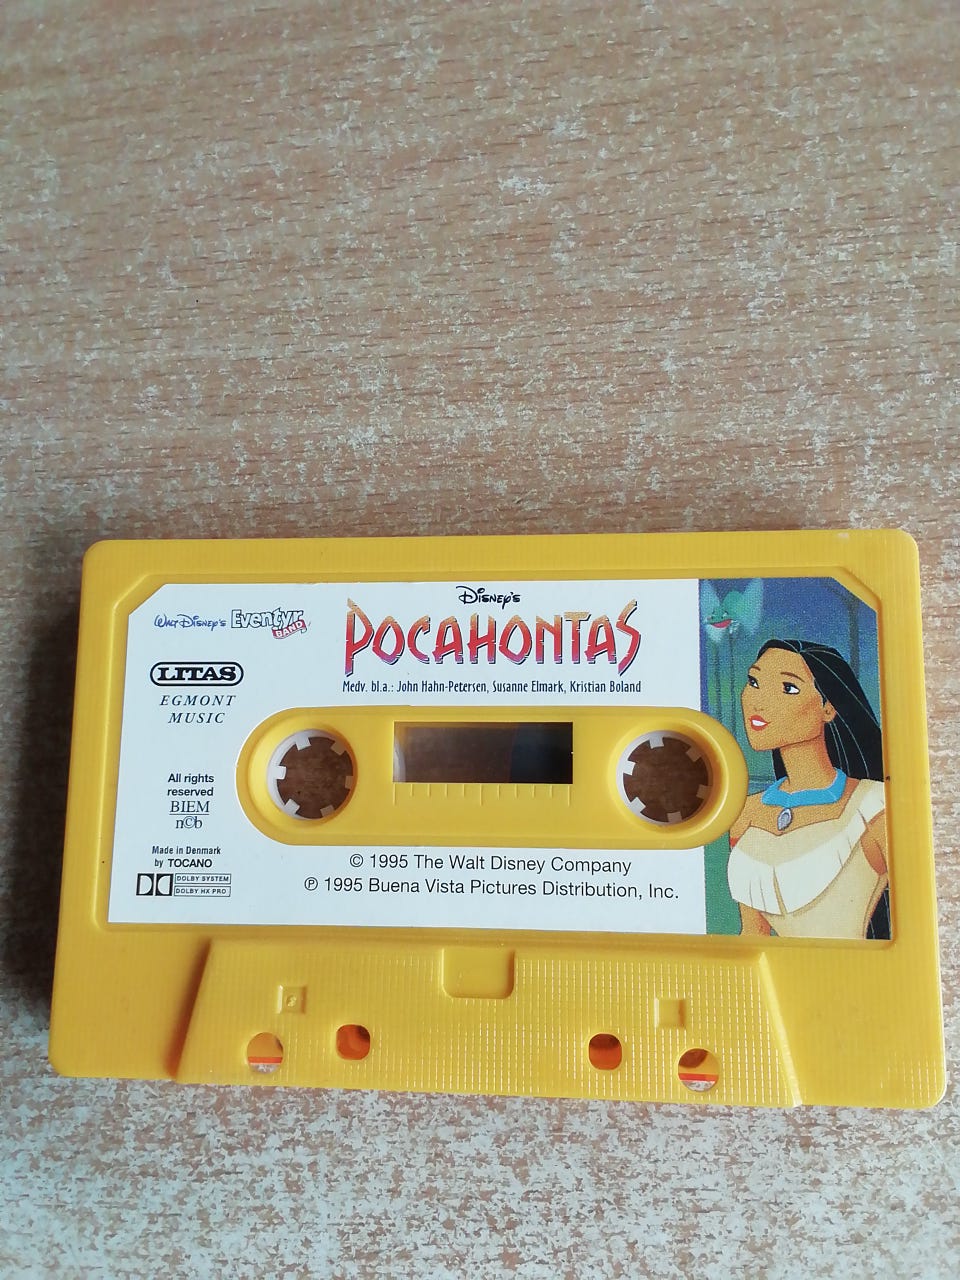 Walt Disney's Eventyr BÅND
Disney's
POCAHONTAS
Medv. bl.a.: John Hahn-Petersen, Susanne Elmark, Kristian Boland
LITAS
EGMONT
MUSIC
All rights
reserved
BIEM
n©b
Made in Denmark
by TOCANO
DOLBY SYSTEM
DOLBY HX PRO
© 1995 The Walt Disney Company
℗ 1995 Buena Vista Pictures Distribution, Inc.